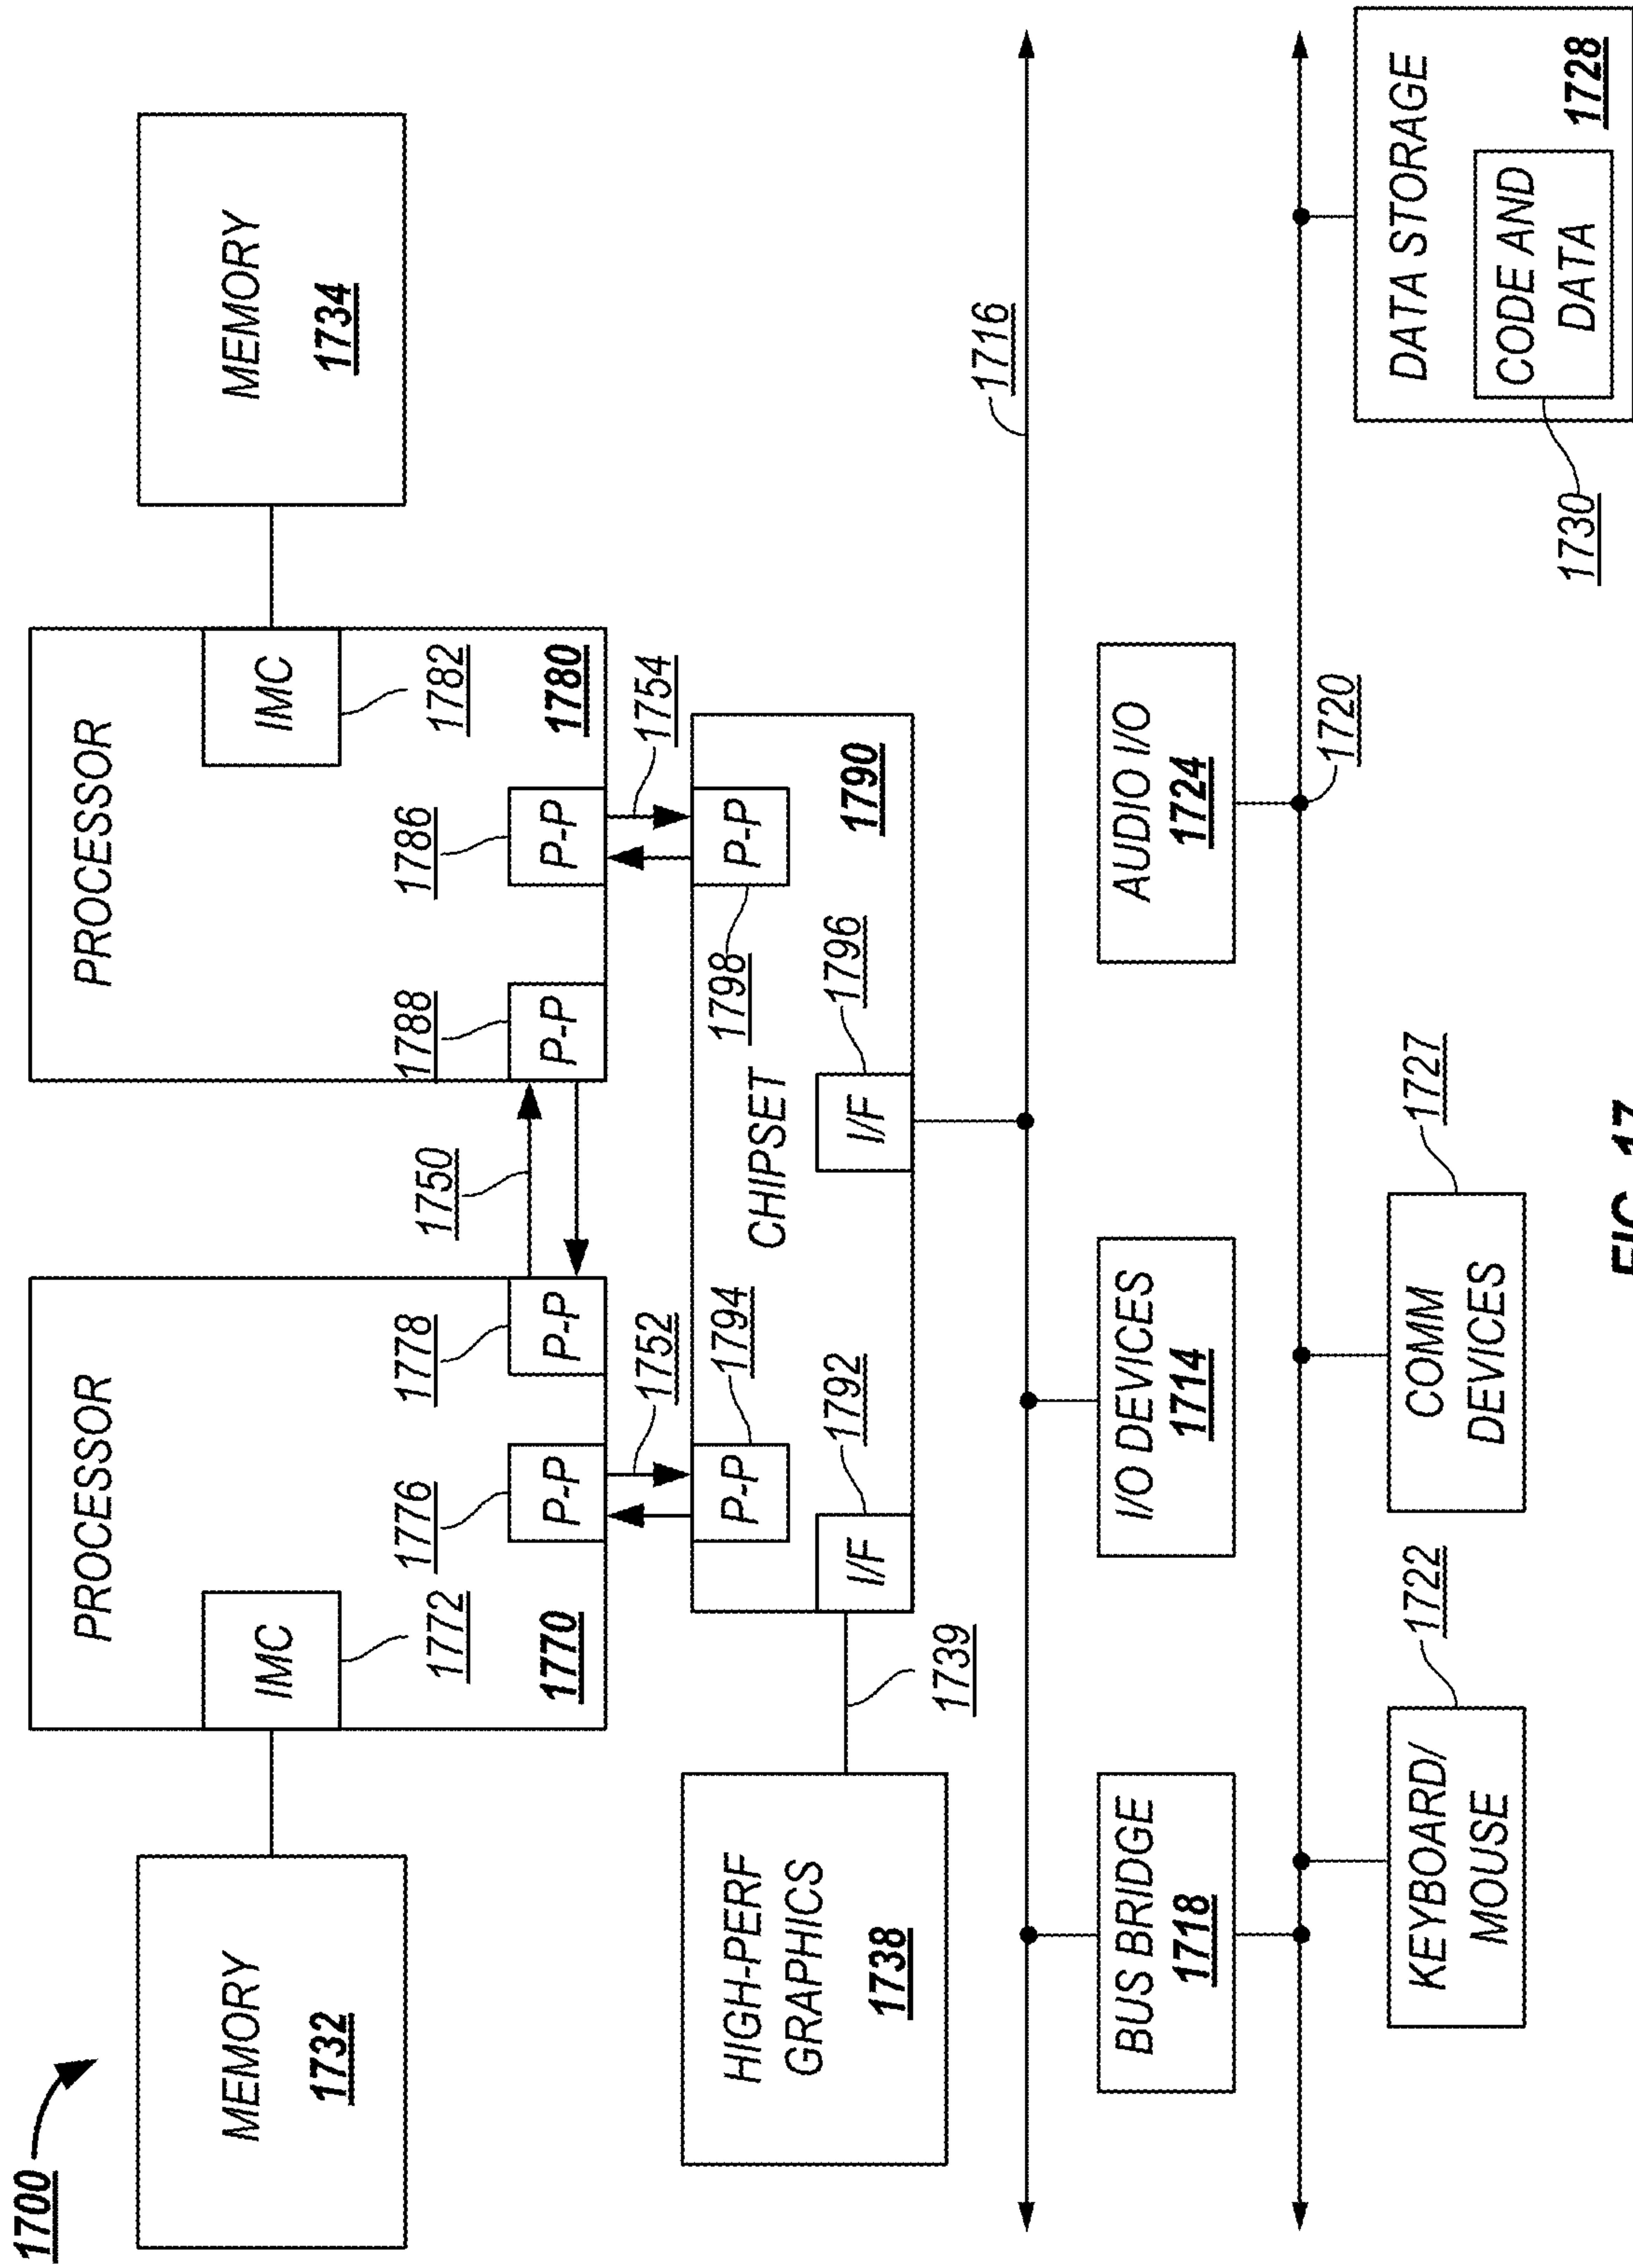 1700
MEMORY
1732
PROCESSOR
IMC
1772
1770
1776
P-P
1778
P-P
1750
PROCESSOR
1788
P-P
1786
P-P
IMC
1782
1780
MEMORY
1734
1752
1754
HIGH-PERF
GRAPHICS
1738
1739
P-P
1794
I/F
1792
CHIPSET
I/F
1796
P-P
1798
1790
1716
BUS BRIDGE
1718
I/O DEVICES
1714
AUDIO I/O
1724
1720
KEYBOARD/
MOUSE
1722
COMM
DEVICES
1727
DATA STORAGE
1728
CODE AND
DATA
1730
FIG. 17